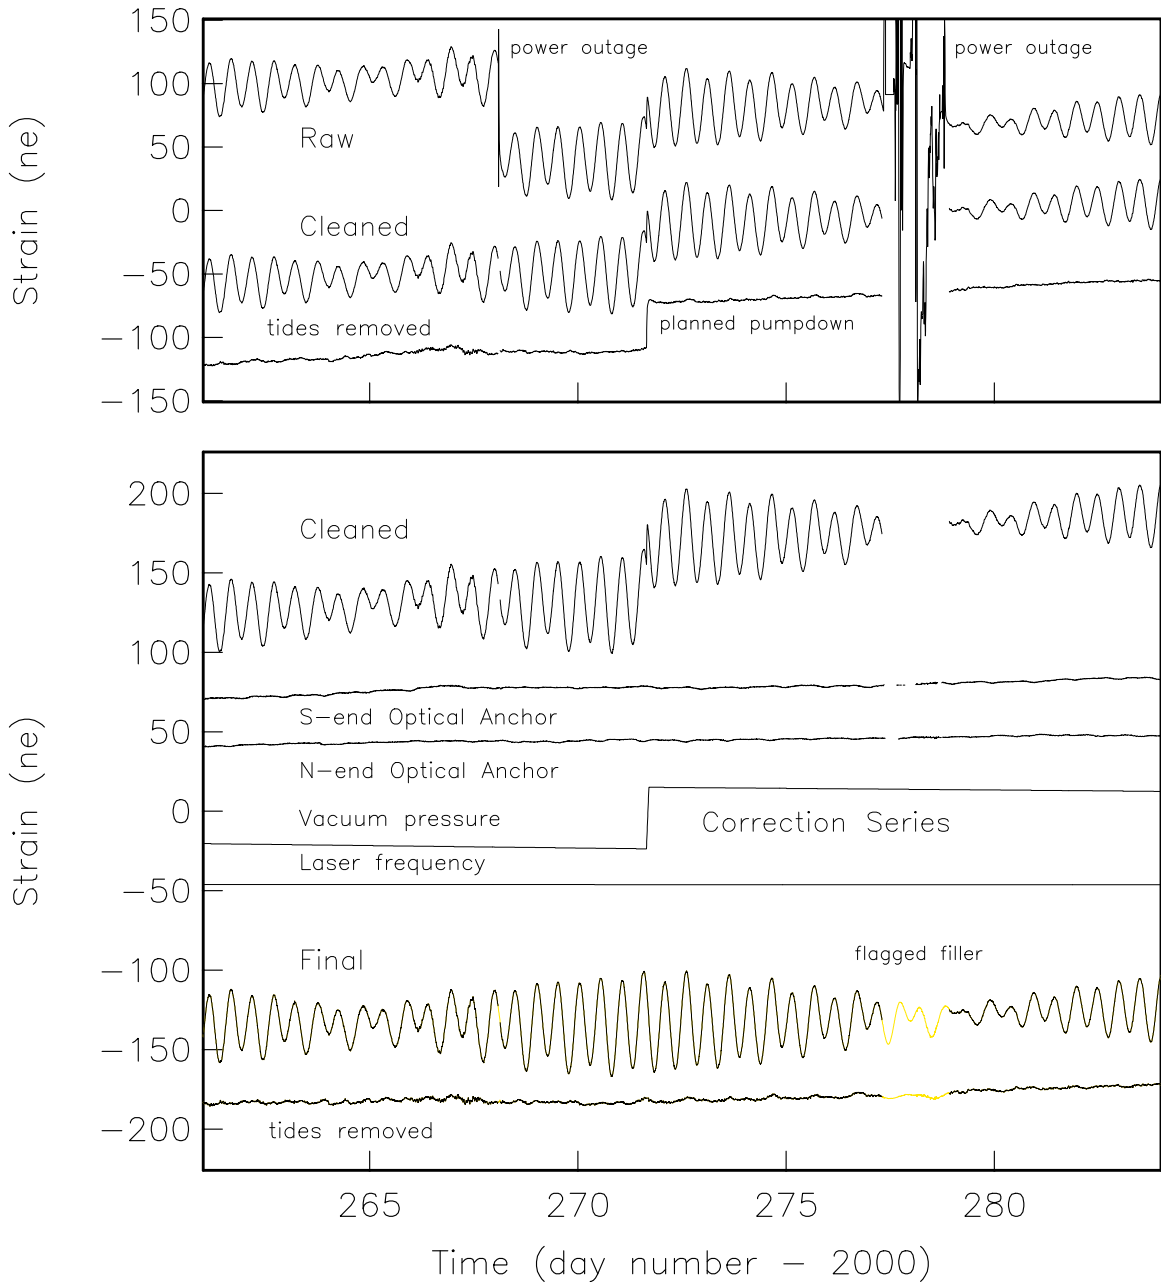 150
power outage
power outage
100
Raw
50
Strain (ne)
0
Cleaned
−50
tides removed
planned pumpdown
−100
−150
200
Cleaned
150
100
S−end Optical Anchor
50
N−end Optical Anchor
Strain (ne)
0
Vacuum pressure
Correction Series
Laser frequency
−50
Final
flagged filler
−100
−150
−200
tides removed
265 270 275 280
Time (day number − 2000)